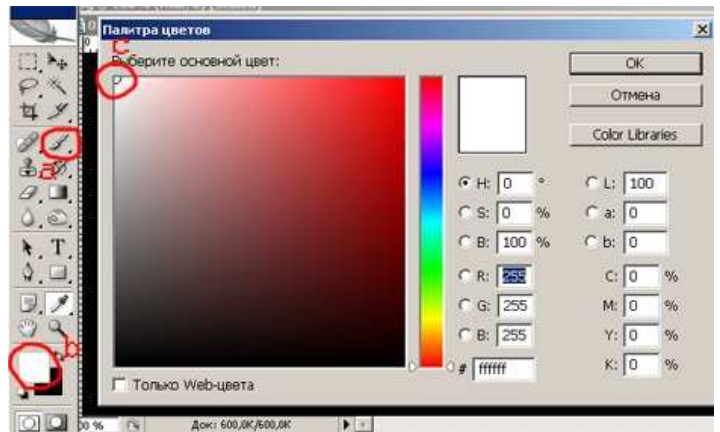 Палитра цветов
c
Выберите основной цвет:
OK
Отмена
Color Libraries
a
b
H: 0 °
S: 0 %
B: 100 %
R: 255
G: 255
B: 255
# ffffff
L: 100
a: 0
b: 0
C: 0 %
M: 0 %
Y: 0 %
K: 0 %
Только Web-цвета
Док: 600,0K/600,0K